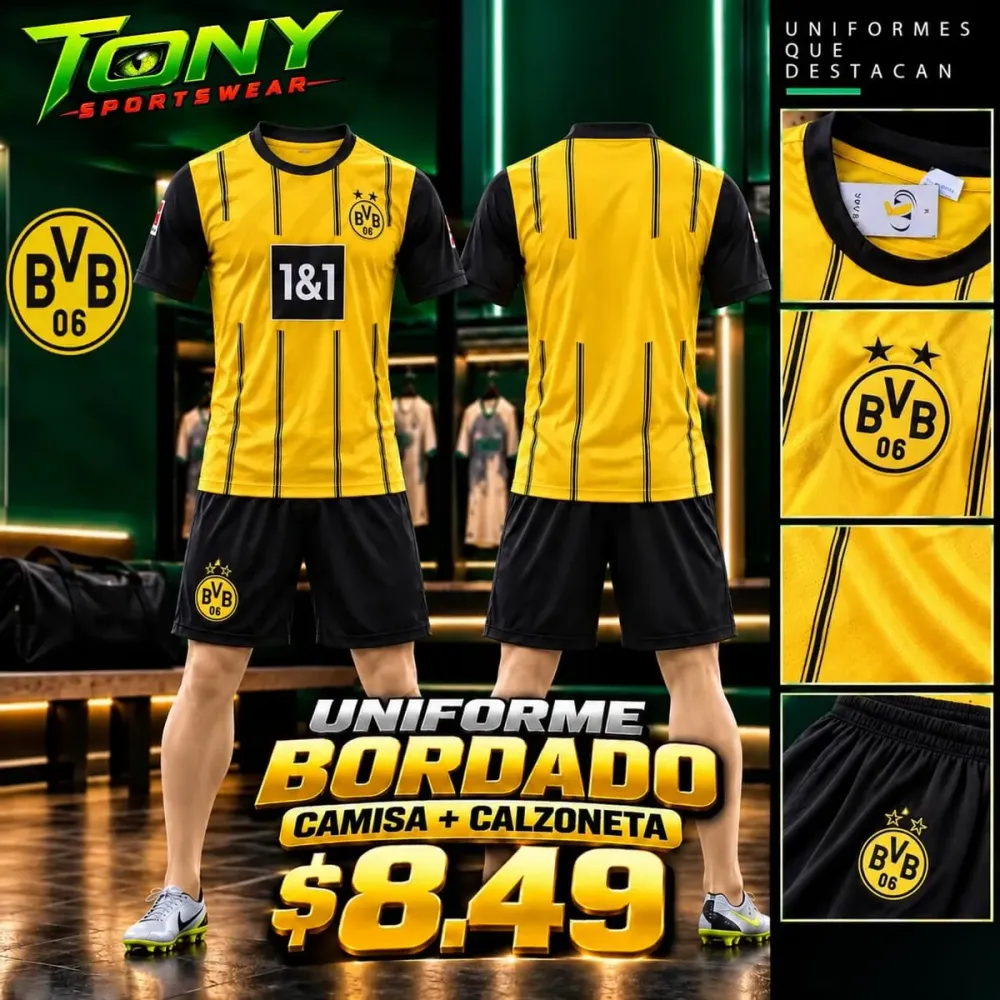 TONY
SPORTSWEAR
UNIFORMES
QUE
DESTACAN
BVB
06
BVB
06
1&1
BVB
06
BVB
06
BVB
06
UNIFORME
BORDADO
CAMISA + CALZONETA
$8.49